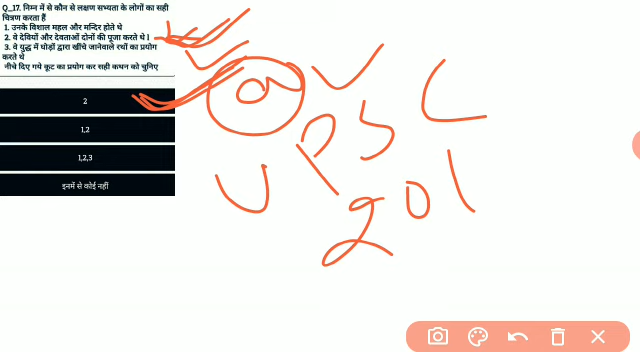 Q_17. निम्न में से कौन से लक्षण सभ्यता के लोगों का सही
चित्रण करता हैं
1. उनके विशाल महल और मन्दिर होते थे
2. वे देवियों और देवताओं दोनों की पूजा करते थे l
3. वे युद्ध में घोड़ों द्वारा खींचे जानेवाले रथों का प्रयोग
करते थे
नीचे दिए गये कूट का प्रयोग कर सही कथन को चुनिए
2
1,2
1,2,3
इनमें से कोई नहीं
UPSC
201